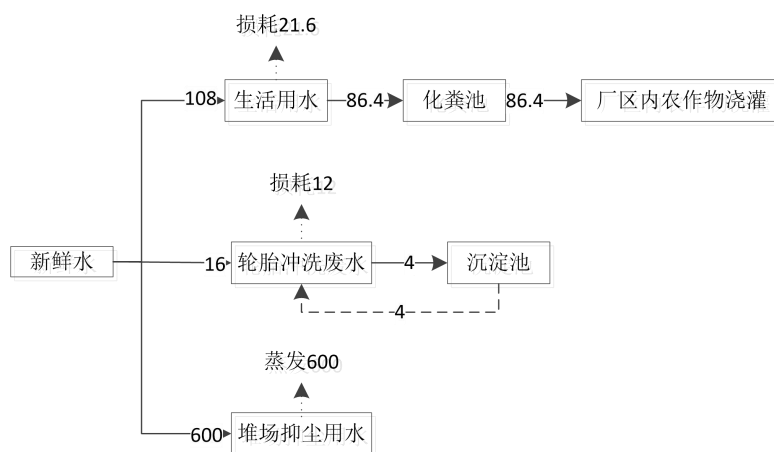 损耗21.6
108
生活用水
86.4
化粪池
86.4
厂区内农作物浇灌
损耗12
新鲜水
16
轮胎冲洗废水
4
沉淀池
4
蒸发600
600
堆场抑尘用水